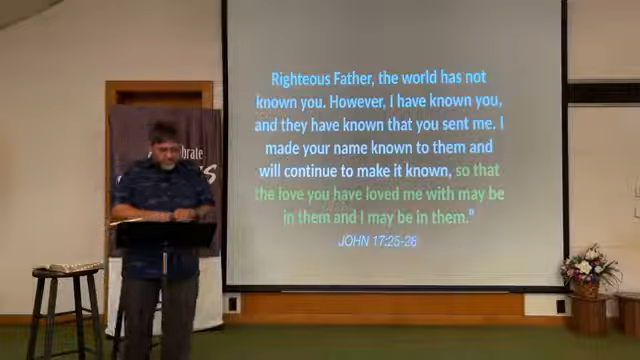 Righteous Father, the world has not
known you. However, I have known you,
and they have known that you sent me. I
made your name known to them and
will continue to make it known, so that
the love you have loved me with may be
in them and I may be in them."
JOHN 17:25-26